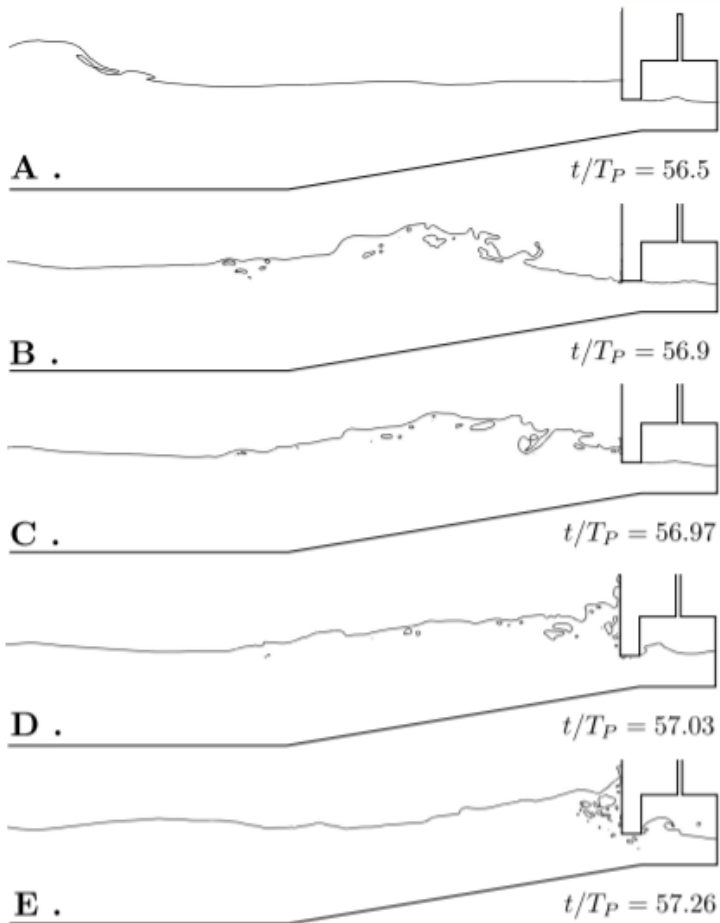 A .
t/T_P = 56.5
B .
t/T_P = 56.9
C .
t/T_P = 56.97
D .
t/T_P = 57.03
E .
t/T_P = 57.26